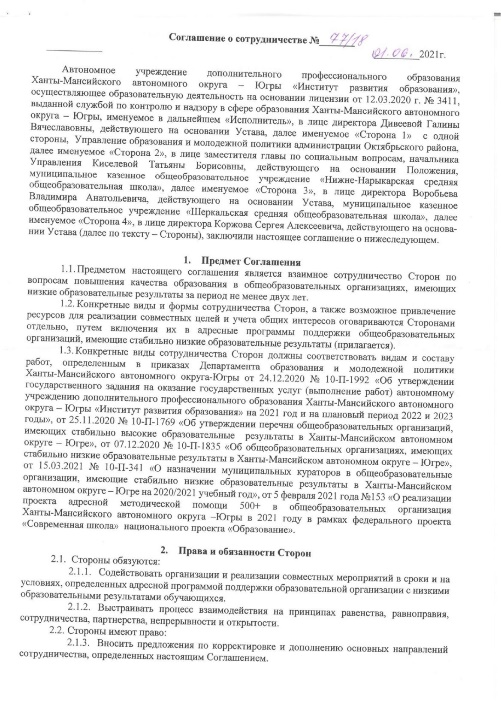 Соглашение о сотрудничестве № 77/18
01.06. 2021г.
Автономное учреждение дополнительного профессионального образования
Ханты-Мансийского автономного округа – Югры «Институт развития образования»,
осуществляющее образовательную деятельность на основании лицензии от 12.03.2020 г. № 3411,
выданной службой по контролю и надзору в сфере образования Ханты-Мансийского автономного
округа – Югры, именуемое в дальнейшем «Исполнитель», в лице директора Дивеевой Галины
Вячеславовны, действующего на основании Устава, далее именуемое «Сторона 1» с одной
стороны, Управление образования и молодежной политики администрации Октябрьского района,
далее именуемое «Сторона 2», в лице заместителя главы по социальным вопросам, начальника
Управления Киселевой Татьяны Борисовны, действующего на основании Положения,
муниципальное казенное общеобразовательное учреждение «Нижне-Нарыкарская средняя
общеобразовательная школа», далее именуемое «Сторона 3», в лице директора Воробьева
Владимира Анатольевича, действующего на основании Устава, муниципальное казенное
общеобразовательное учреждение «Шеркальская средняя общеобразовательная школа», далее
именуемое «Сторона 4», в лице директора Коржова Сергея Алексеевича, действующего на основа-
нии Устава (далее по тексту – Стороны), заключили настоящее соглашение о нижеследующем.
1. Предмет Соглашения
1.1. Предметом настоящего соглашения является взаимное сотрудничество Сторон по
вопросам повышения качества образования в общеобразовательных организациях, имеющих
низкие образовательные результаты за период не менее двух лет.
1.2. Конкретные виды и формы сотрудничества Сторон, а также возможное привлечение
ресурсов для реализации совместных целей и учета общих интересов оговариваются Сторонами
отдельно, путем включения их в адресные программы поддержки общеобразовательных
организаций, имеющие стабильно низкие образовательные результаты (прилагается).
1.3. Конкретные виды сотрудничества Сторон должны соответствовать видам и составу
работ, определенным в приказах Департамента образования и молодежной политики
Ханты-Мансийского автономного округа-Югры от 24.12.2020 № 10-П-1992 «Об утверждении
государственного задания на оказание государственных услуг (выполнение работ) автономному
учреждению дополнительного профессионального образования Ханты-Мансийского автономного
округа – Югры «Институт развития образования» на 2021 год и на плановый период 2022 и 2023
годы», от 25.11.2020 № 10-П-1769 «Об утверждении перечня общеобразовательных организаций,
имеющих стабильно высокие образовательные результаты в Ханты-Мансийском автономном
округе – Югре», от 07.12.2020 № 10-П-1835 «Об общеобразовательных организациях, имеющих
стабильно низкие образовательные результаты в Ханты-Мансийском автономном округе – Югре»,
от 15.03.2021 № 10-П-341 «О назначении муниципальных кураторов в общеобразовательные
организации, имеющие стабильно низкие образовательные результаты в Ханты-Мансийском
автономном округе – Югре на 2020/2021 учебный год», от 5 февраля 2021 года №153 «О реализации
проекта адресной методической помощи 500+ в общеобразовательных организация
Ханты-Мансийского автономного округа –Югры в 2021 году в рамках федерального проекта
«Современная школа» национального проекта «Образование».
2. Права и обязанности Сторон
2.1. Стороны обязуются:
2.1.1. Содействовать организации и реализации совместных мероприятий в сроки и на
условиях, определенных адресной программой поддержки образовательной организации с низкими
образовательными результатами обучающихся.
2.1.2. Выстраивать процесс взаимодействия на принципах равенства, равноправия,
сотрудничества, партнерства, непрерывности и открытости.
2.2. Стороны имеют право:
2.1.3. Вносить предложения по корректировке и дополнению основных направлений
сотрудничества, определенных настоящим Соглашением.